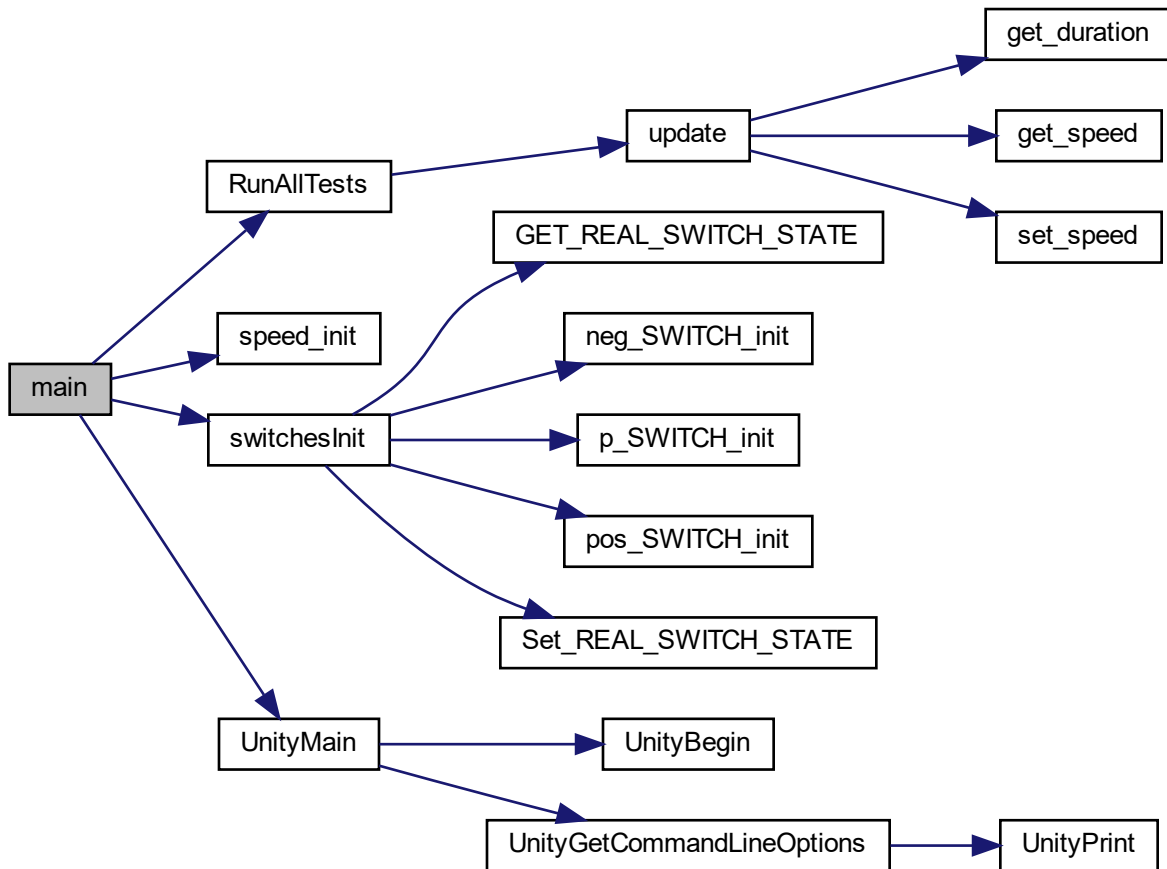 get_duration
update
get_speed
RunAllTests
set_speed
GET_REAL_SWITCH_STATE
speed_init
neg_SWITCH_init
main
switchesInit
p_SWITCH_init
pos_SWITCH_init
Set_REAL_SWITCH_STATE
UnityMain
UnityBegin
UnityGetCommandLineOptions
UnityPrint